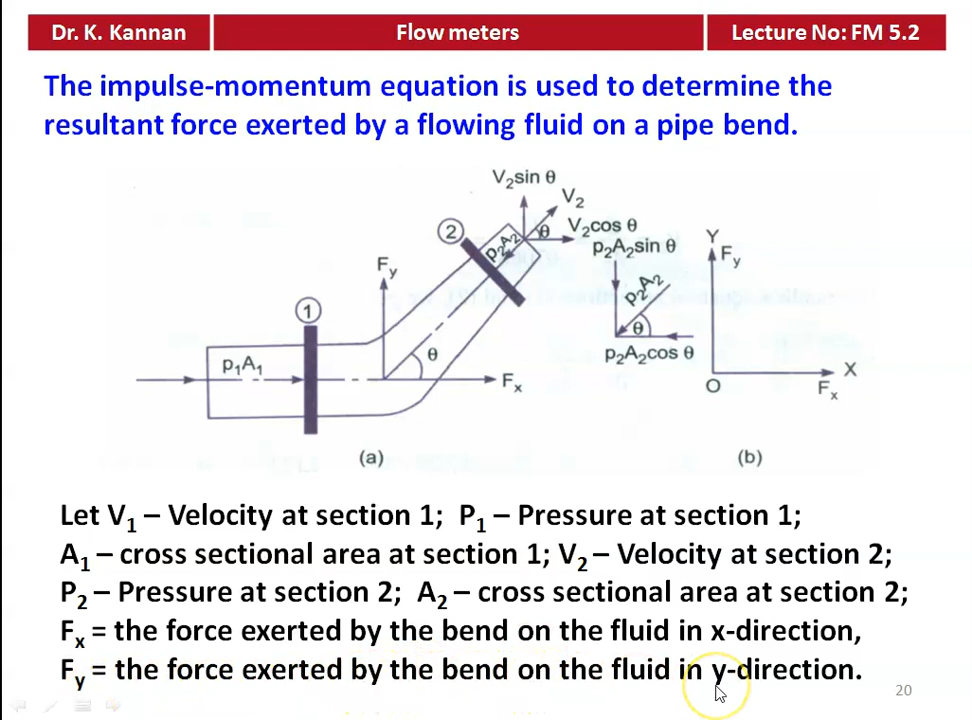 Dr. K. Kannan
Flow meters
Lecture No: FM 5.2
The impulse-momentum equation is used to determine the
resultant force exerted by a flowing fluid on a pipe bend.
V₂sin θ
V₂
②
p₂A₂
θ
V₂cos θ
p₂A₂sin θ
p₂A₂
θ
p₂A₂cos θ
Y
Fy
X
O
Fx
Fy
①
p₁A₁
θ
Fx
(a)
(b)
Let V₁ – Velocity at section 1; P₁ – Pressure at section 1;
A₁ – cross sectional area at section 1; V₂ – Velocity at section 2;
P₂ – Pressure at section 2; A₂ – cross sectional area at section 2;
Fx = the force exerted by the bend on the fluid in x-direction,
Fy = the force exerted by the bend on the fluid in y-direction.
20